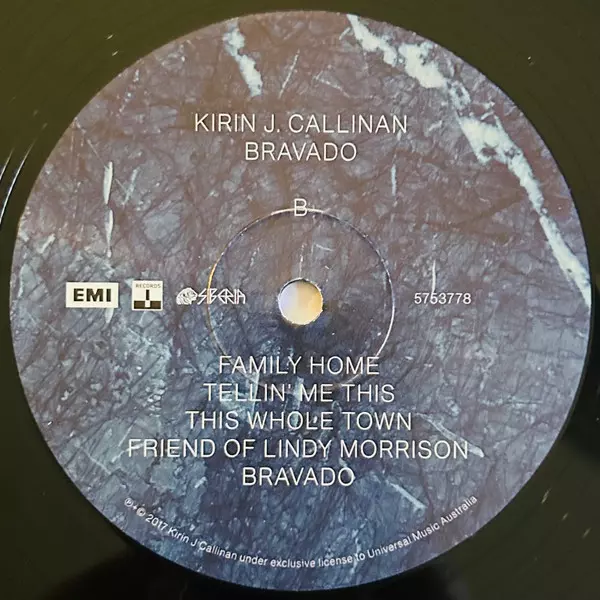 KIRIN J. CALLINAN
BRAVADO
B
EMI RECORDS SIBERIA 5753778
FAMILY HOME
TELLIN' ME THIS
THIS WHOLE TOWN
FRIEND OF LINDY MORRISON
BRAVADO
℗+© 2017 Kirin J Callinan under exclusive license to Universal Music Australia